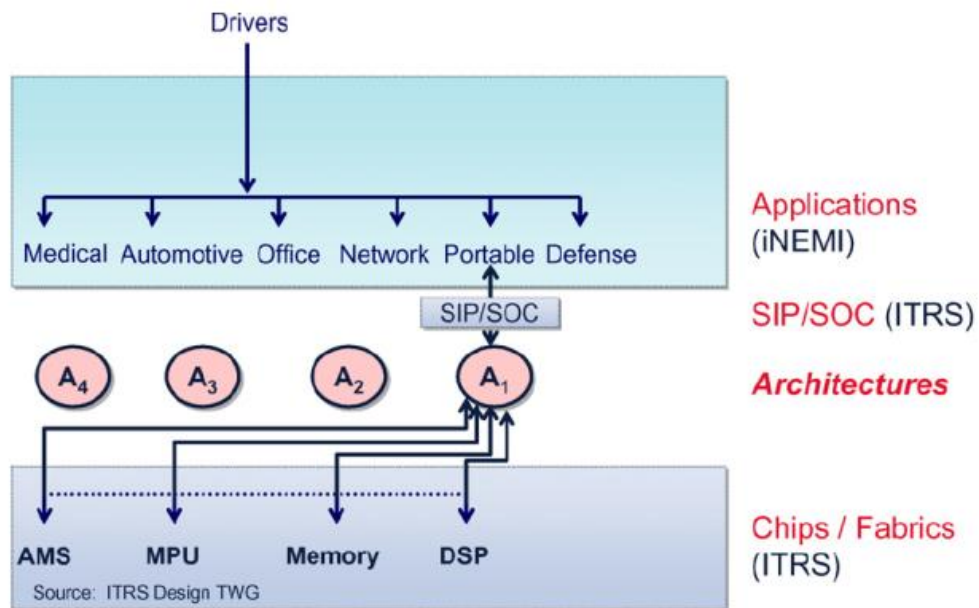 Drivers
Medical Automotive Office Network Portable Defense
Applications
(iNEMI)
SIP/SOC
SIP/SOC (ITRS)
A4 A3 A2 A1
Architectures
AMS MPU Memory DSP
Chips / Fabrics
(ITRS)
Source: ITRS Design TWG